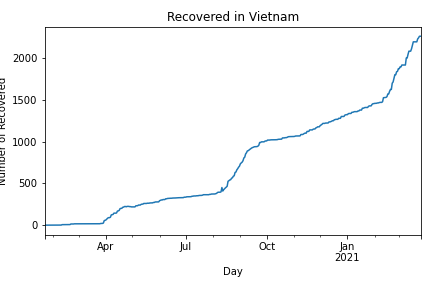 Recovered in Vietnam
Number of Recovered
2000
1500
1000
500
0
Apr
Jul
Oct
Jan
2021
Day